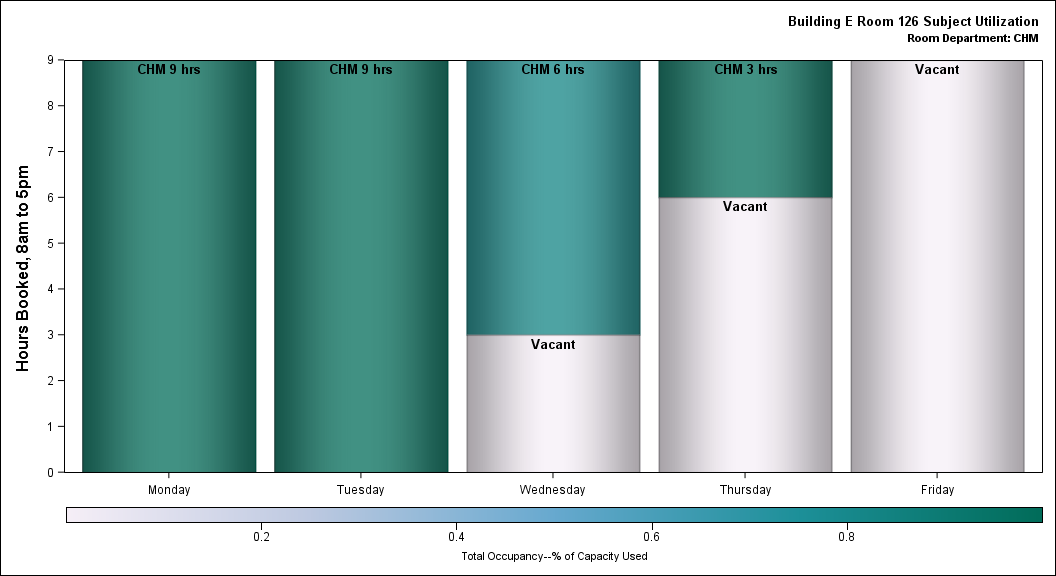 Building E Room 126 Subject Utilization
Room Department: CHM
Hours Booked, 8am to 5pm
9
8
7
6
5
4
3
2
1
0
CHM 9 hrs
CHM 9 hrs
CHM 6 hrs
CHM 3 hrs
Vacant
Vacant
Vacant
Monday
Tuesday
Wednesday
Thursday
Friday
0.2
0.4
0.6
0.8
Total Occupancy--% of Capacity Used